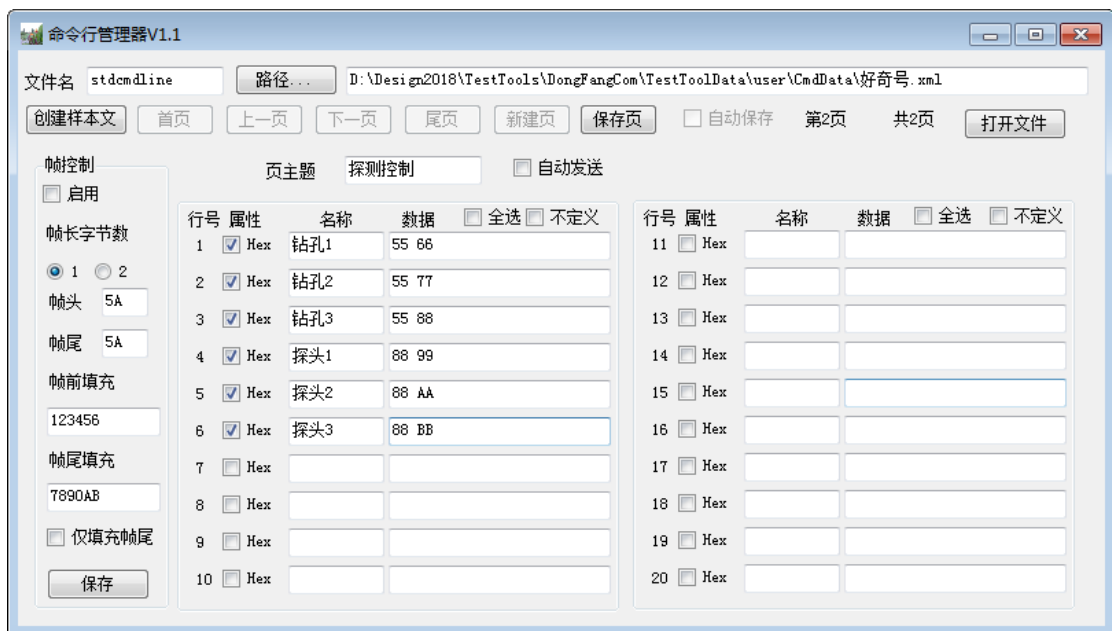 命令行管理器V1.1
文件名 stdcmdline 路径... D:\Design2018\TestTools\DongFangCom\TestToolData\user\CmdData\好奇号.xml
创建样本文 首页 上一页 下一页 尾页 新建页 保存页 自动保存 第2页 共2页 打开文件
帧控制 页主题 探测控制 自动发送
启用
行号 属性 名称 数据 全选 不定义 行号 属性 名称 数据 全选 不定义
帧长字节数 1 Hex 钻孔1 55 66 11 Hex
1 2 2 Hex 钻孔2 55 77 12 Hex
帧头 5A 3 Hex 钻孔3 55 88 13 Hex
帧尾 5A 4 Hex 探头1 88 99 14 Hex
帧前填充 5 Hex 探头2 88 AA 15 Hex
123456 6 Hex 探头3 88 BB 16 Hex
帧尾填充 7 Hex 17 Hex
7890AB 8 Hex 18 Hex
仅填充帧尾 9 Hex 19 Hex
保存 10 Hex 20 Hex